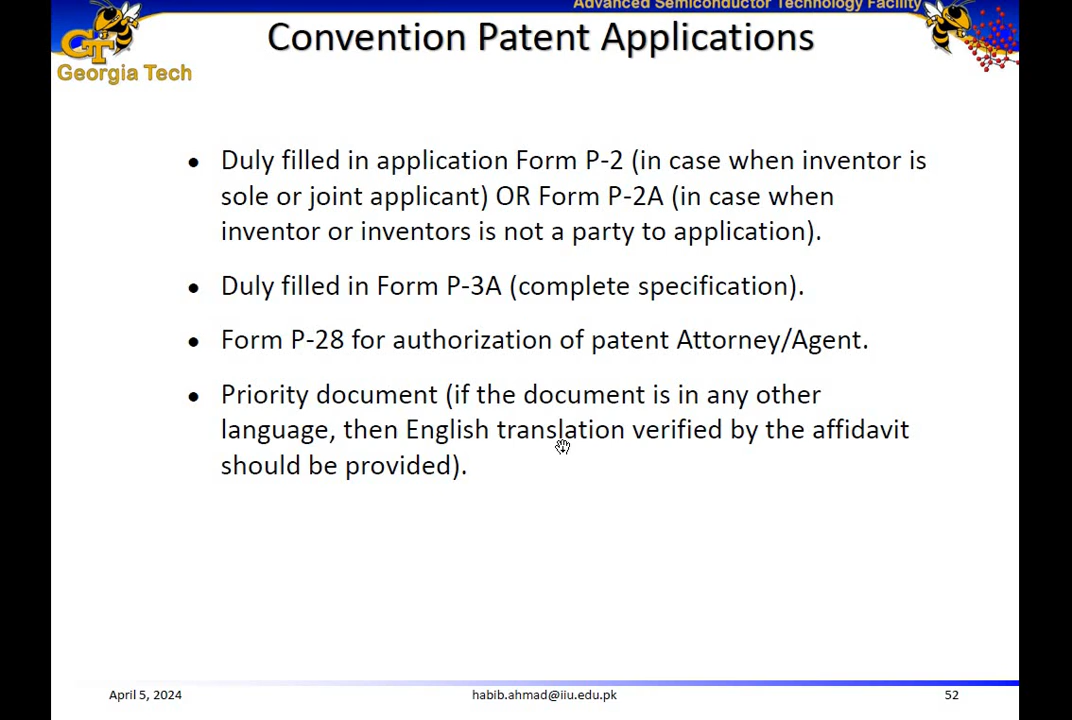 Advanced Semiconductor Technology Facility
Convention Patent Applications
GT
Georgia Tech
● Duly filled in application Form P-2 (in case when inventor is
sole or joint applicant) OR Form P-2A (in case when
inventor or inventors is not a party to application).
● Duly filled in Form P-3A (complete specification).
● Form P-28 for authorization of patent Attorney/Agent.
● Priority document (if the document is in any other
language, then English translation verified by the affidavit
should be provided).
April 5, 2024
habib.ahmad@iiu.edu.pk
52